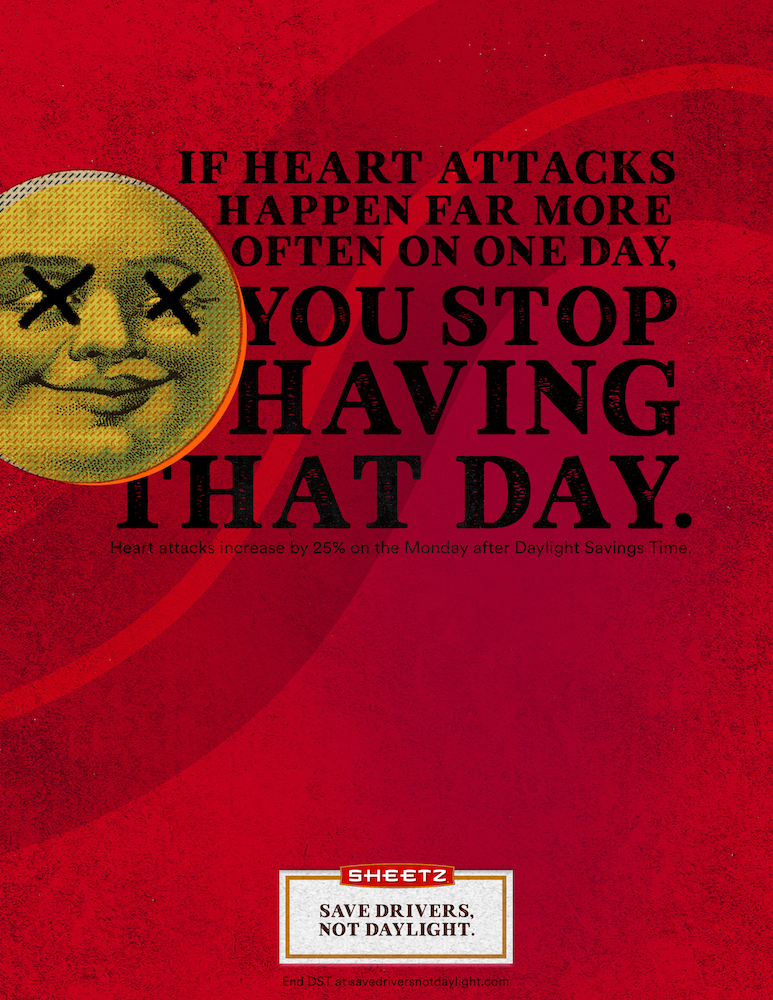 IF HEART ATTACKS
HAPPEN FAR MORE
OFTEN ON ONE DAY,
YOU STOP
HAVING
THAT DAY.
Heart attacks increase by 25% on the Monday after Daylight Savings Time.
SHEETZ
SAVE DRIVERS,
NOT DAYLIGHT.
End DST at savedriversnotdaylight.com